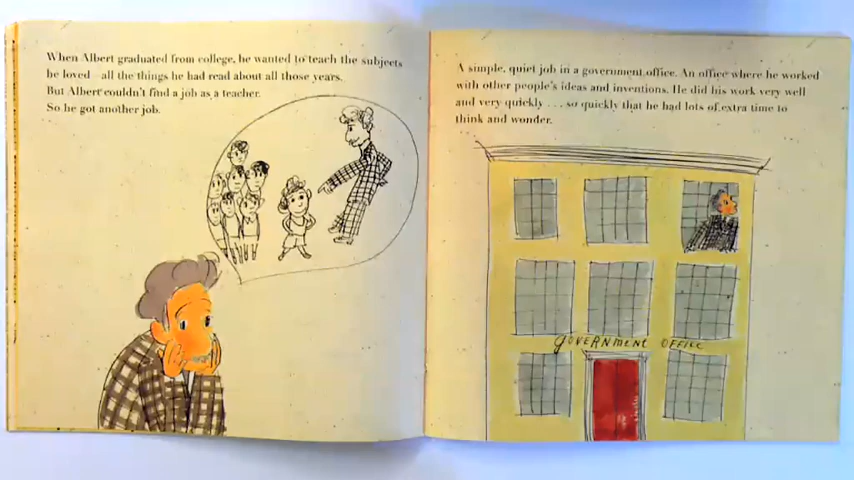 When Albert graduated from college, he wanted to teach the subjects
he loved—all the things he had read about all those years.
But Albert couldn't find a job as a teacher.
So he got another job.
A simple, quiet job in a government office. An office where he worked
with other people's ideas and inventions. He did his work very well
and very quickly . . . so quickly that he had lots of extra time to
think and wonder.
GOVERNMENT OFFICE